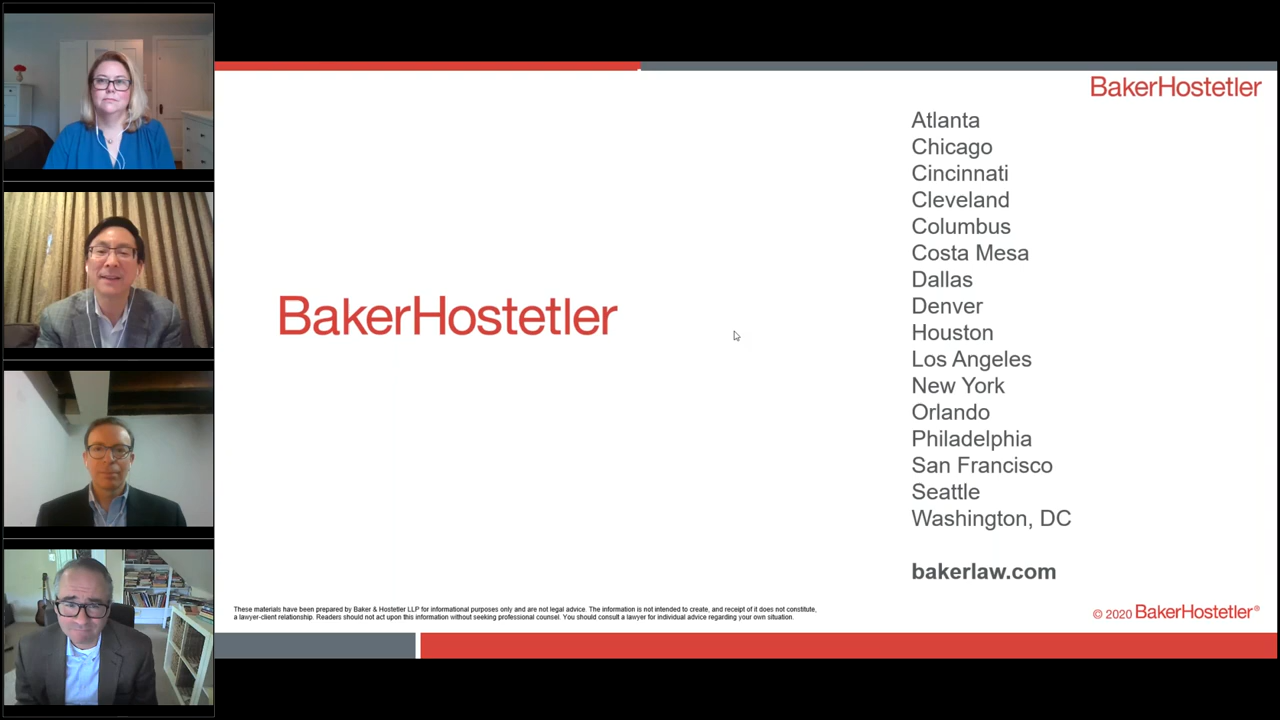 BakerHostetler
Atlanta
Chicago
Cincinnati
Cleveland
Columbus
Costa Mesa
Dallas
Denver
Houston
Los Angeles
New York
Orlando
Philadelphia
San Francisco
Seattle
Washington, DC
BakerHostetler
bakerlaw.com
These materials have been prepared by Baker & Hostetler LLP for informational purposes only and are not legal advice. The information is not intended to create, and receipt of it does not constitute,
a lawyer-client relationship. Readers should not act upon this information without seeking professional counsel. You should consult a lawyer for individual advice regarding your own situation.
© 2020 BakerHostetler®